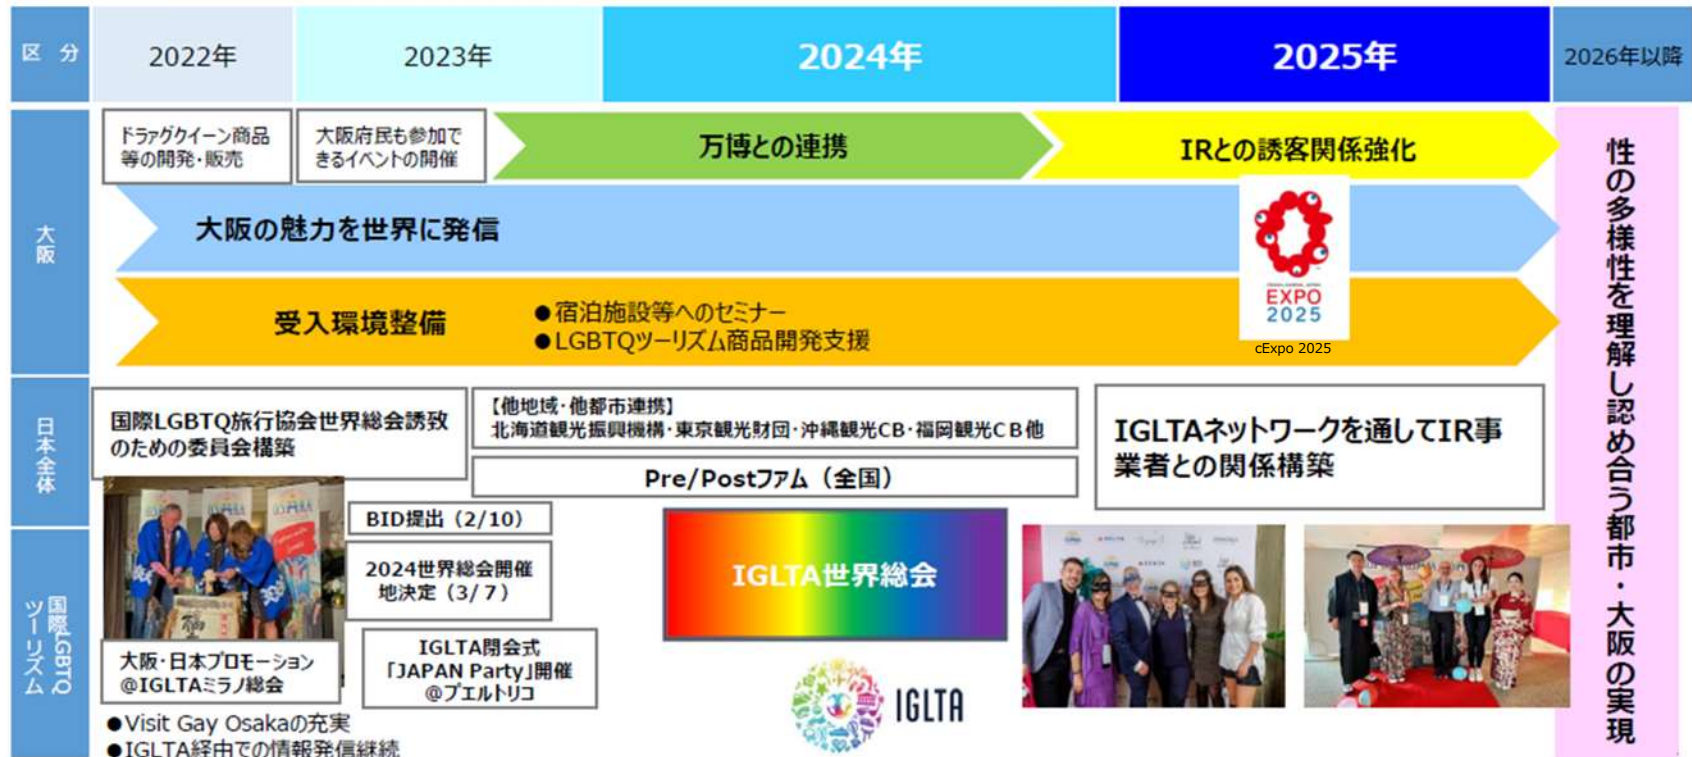 区 分
2022年
2023年
2024年
2025年
2026年以降
大阪
ドラァグクイーン商品
等の開発・販売
大阪府民も参加で
きるイベントの開催
万博との連携
IRとの誘客関係強化
大阪の魅力を世界に発信
受入環境整備
●宿泊施設等へのセミナー
●LGBTQツーリズム商品開発支援
EXPO
2025
cExpo 2025
日本全体
国際LGBTQ旅行協会世界総会誘致
のための委員会構築
【他地域・他都市連携】
北海道観光振興機構・東京観光財団・沖縄観光CB・福岡観光CB他
Pre/Postファム（全国）
IGLTAネットワークを通してIR事
業者との関係構築
国際LGBTQ
ツーリズム
BID提出（2/10）
2024世界総会開催
地決定（3/７）
大阪・日本プロモーション
@IGLTAミラノ総会
IGLTA閉会式
「JAPAN Party」開催
@プエルトリコ
IGLTA世界総会
IGLTA
●Visit Gay Osakaの充実
●IGLTA経由での情報発信継続
性の多様性を理解し認め合う都市・大阪の実現